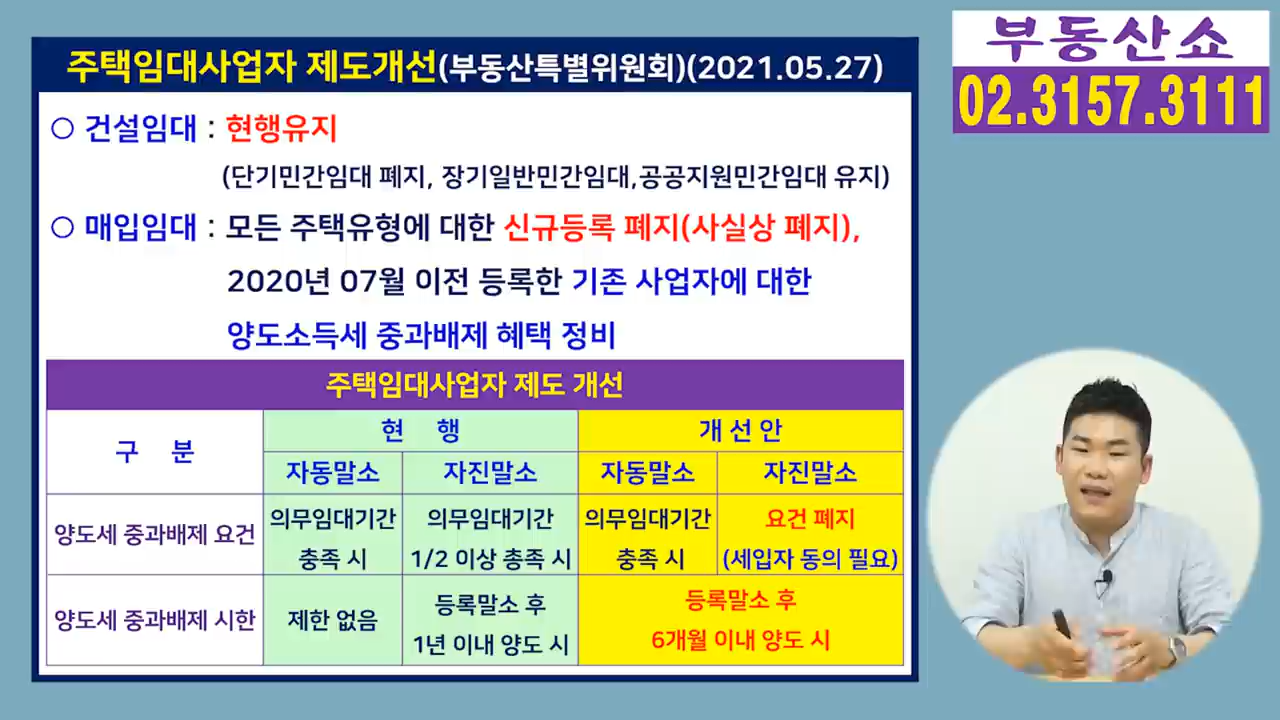 부동산쇼
02.3157.3111
주택임대사업자 제도개선(부동산특별위원회)(2021.05.27)
○ 건설임대 : 현행유지
(단기민간임대 폐지, 장기일반민간임대,공공지원민간임대 유지)
○ 매입임대 : 모든 주택유형에 대한 신규등록 폐지(사실상 폐지),
2020년 07월 이전 등록한 기존 사업자에 대한
양도소득세 중과배제 혜택 정비
주택임대사업자 제도 개선
구 분
현 행
개 선 안
자동말소
자진말소
자동말소
자진말소
양도세 중과배제 요건
의무임대기간
충족 시
의무임대기간
1/2 이상 충족 시
의무임대기간
충족 시
요건 폐지
(세입자 동의 필요)
양도세 중과배제 시한
제한 없음
등록말소 후
1년 이내 양도 시
등록말소 후
6개월 이내 양도 시